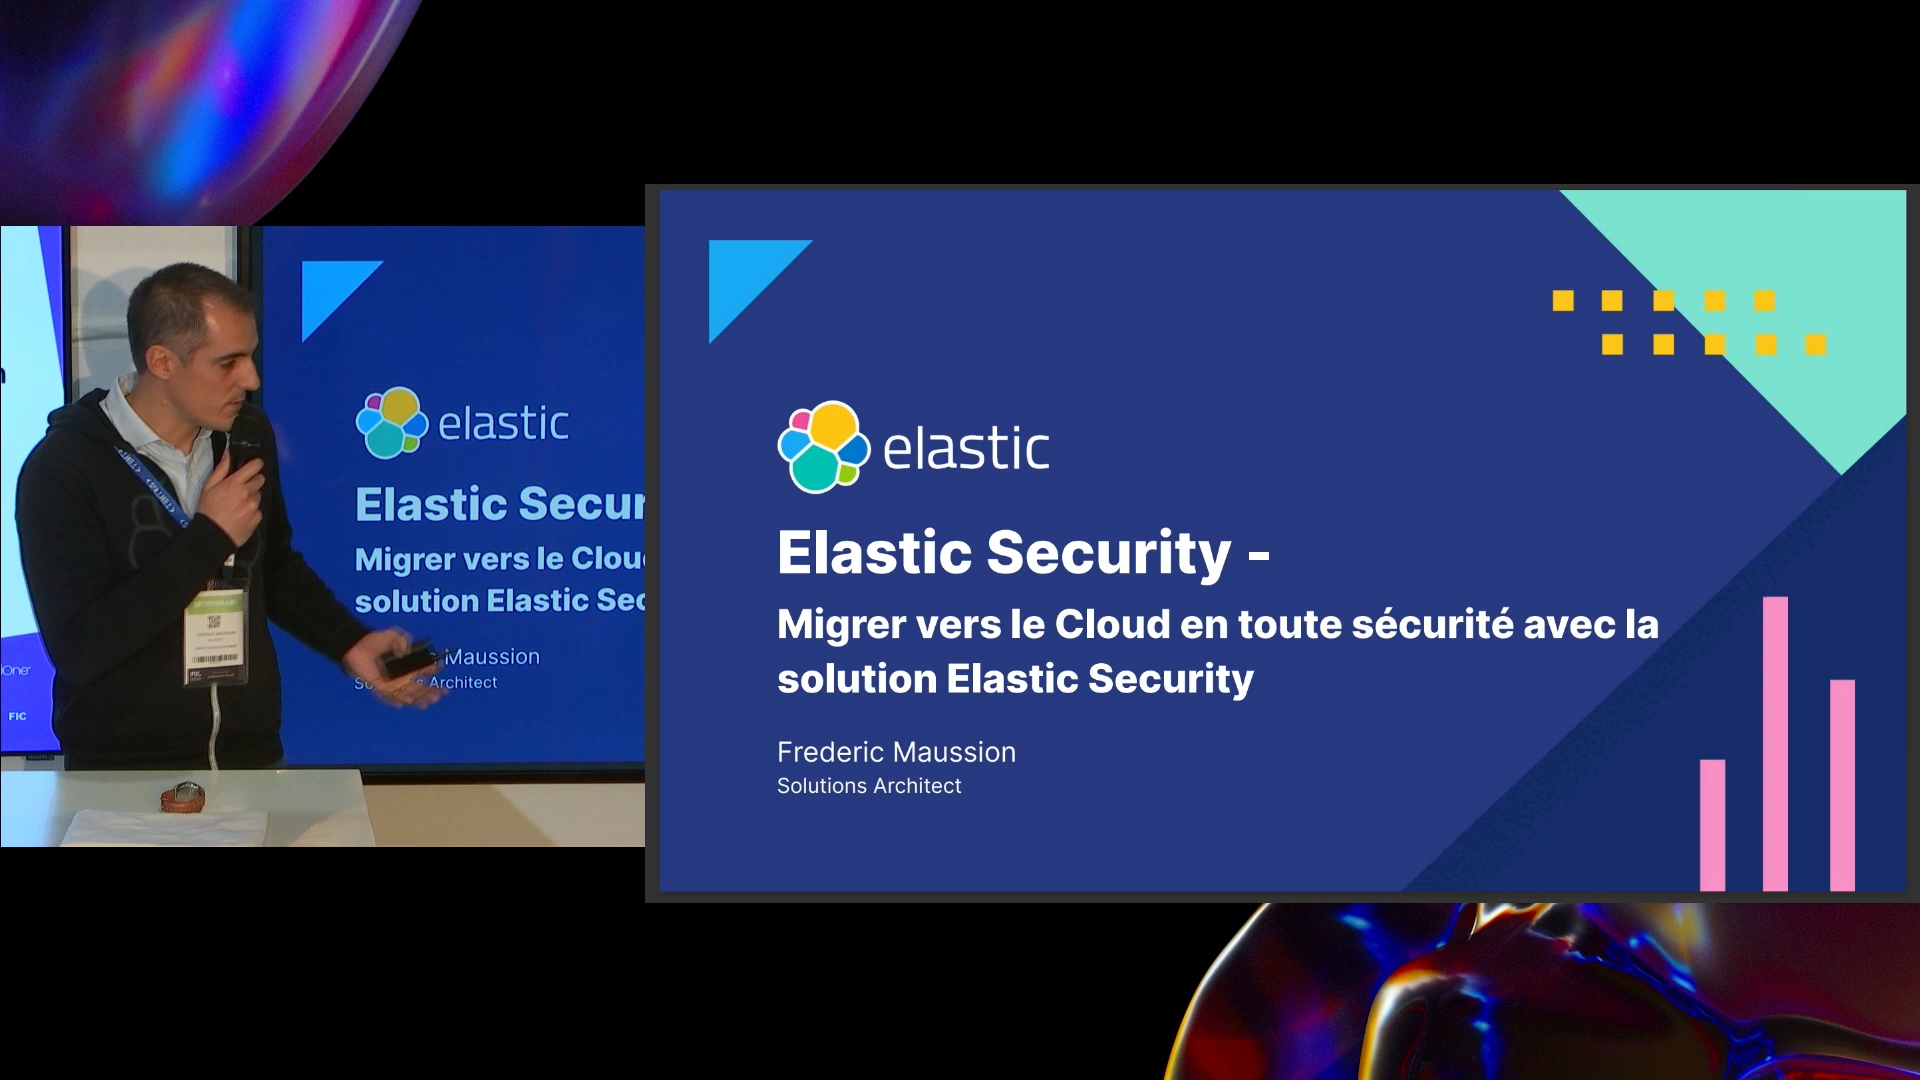 elastic
Elastic Secur
Migrer vers le Clou
solution Elastic Sec
Maussion
Architect
FIC
elastic
Elastic Security -
Migrer vers le Cloud en toute sécurité avec la
solution Elastic Security
Frederic Maussion
Solutions Architect